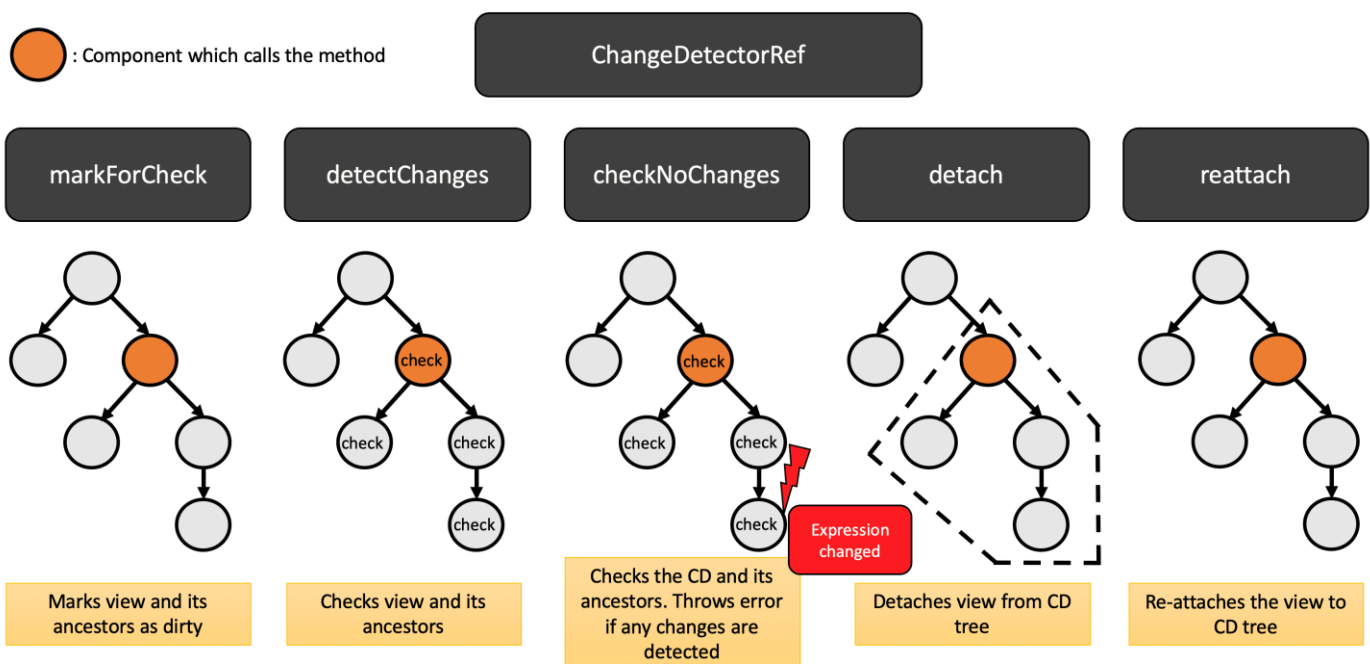 : Component which calls the method
ChangeDetectorRef
markForCheck
detectChanges
checkNoChanges
detach
reattach
check
check
check
check
check
check
check
check
Expression
changed
Marks view and its
ancestors as dirty
Checks view and its
ancestors
Checks the CD and its
ancestors. Throws error
if any changes are
detected
Detaches view from CD
tree
Re-attaches the view to
CD tree